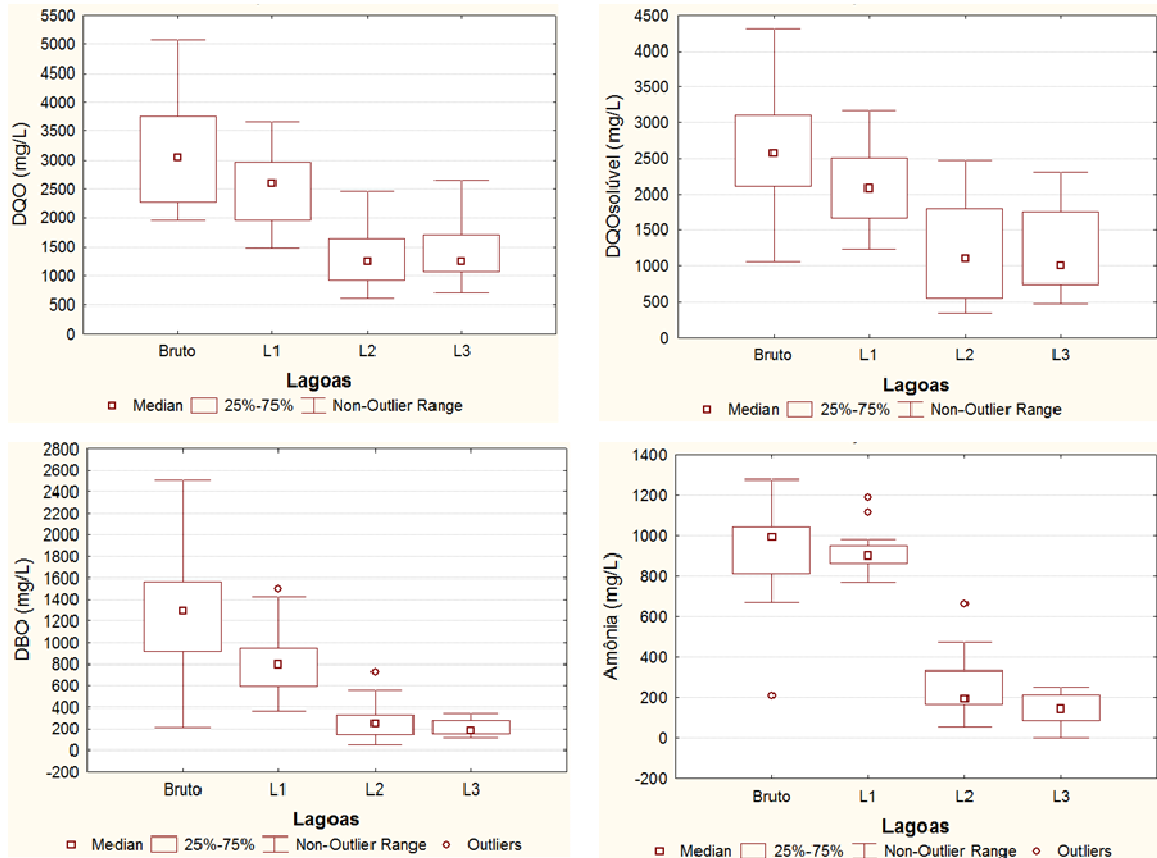 5500
5000
4500
4000
3500
3000
2500
2000
1500
1000
500
0
DQO (mg/L)
Bruto L1 L2 L3
Lagoas
Median 25%-75% Non-Outlier Range
4500
4000
3500
3000
2500
2000
1500
1000
500
0
DQOsolúvel (mg/L)
Bruto L1 L2 L3
Lagoas
Median 25%-75% Non-Outlier Range
2800
2600
2400
2200
2000
1800
1600
1400
1200
1000
800
600
400
200
0
-200
DBO (mg/L)
Bruto L1 L2 L3
Lagoas
Median 25%-75% Non-Outlier Range Outliers
1400
1200
1000
800
600
400
200
0
-200
Amônia (mg/L)
Bruto L1 L2 L3
Lagoas
Median 25%-75% Non-Outlier Range Outliers